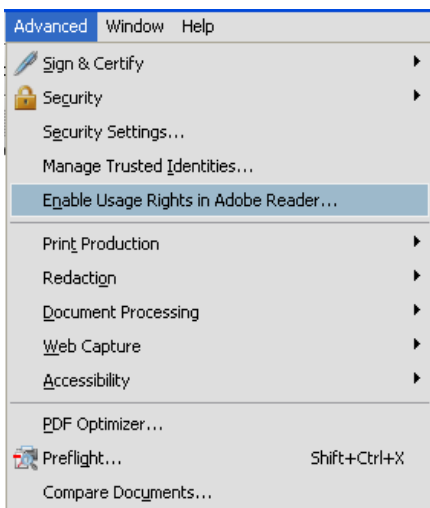 Advanced Window Help
Sign & Certify
Security
Security Settings...
Manage Trusted Identities...
Enable Usage Rights in Adobe Reader...
Print Production
Redaction
Document Processing
Web Capture
Accessibility
PDF Optimizer...
Preflight... Shift+Ctrl+X
Compare Documents...